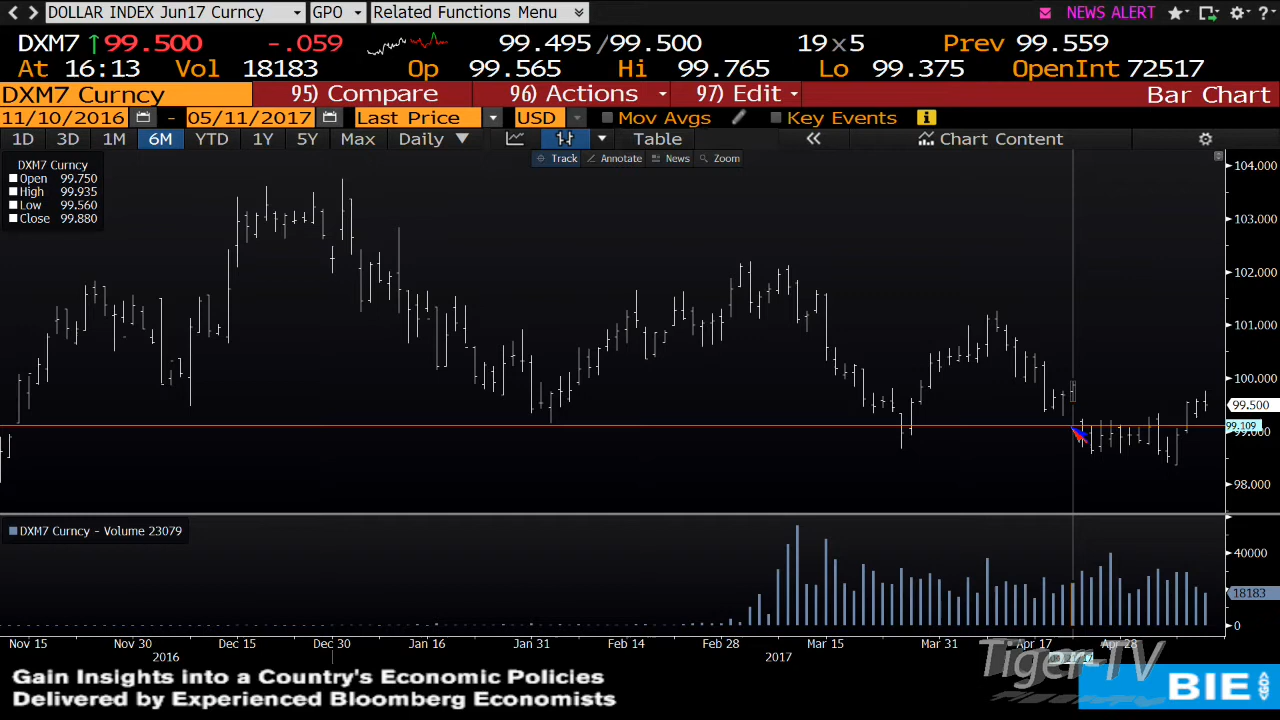 DOLLAR INDEX Jun17 Curncy GPO Related Functions Menu NEWS ALERT
DXM7 ↑99.500 -.059 99.495 /99.500 19x5 Prev 99.559
At 16:13 Vol 18183 Op 99.565 Hi 99.765 Lo 99.375 OpenInt 72517
DXM7 Curncy 95) Compare 96) Actions 97) Edit Bar Chart
11/10/2016 - 05/11/2017 Last Price USD Mov Avgs Key Events
1D 3D 1M 6M YTD 1Y 5Y Max Daily Table « Chart Content
Track Annotate News Zoom
DXM7 Curncy
Open 99.750
High 99.935
Low 99.560
Close 99.880
104.000
103.000
102.000
101.000
100.000
99.500
99.109
99.000
98.000
DXM7 Curncy - Volume 23079
40000
18183
0
Nov 15 Nov 30 Dec 15 Dec 30 Jan 16 Jan 31 Feb 14 Feb 28 Mar 15 Mar 31 Apr 17 Apr 28
2016 2017
Tiger-TV
Gain Insights into a Country's Economic Policies
Delivered by Experienced Bloomberg Economists
BIE